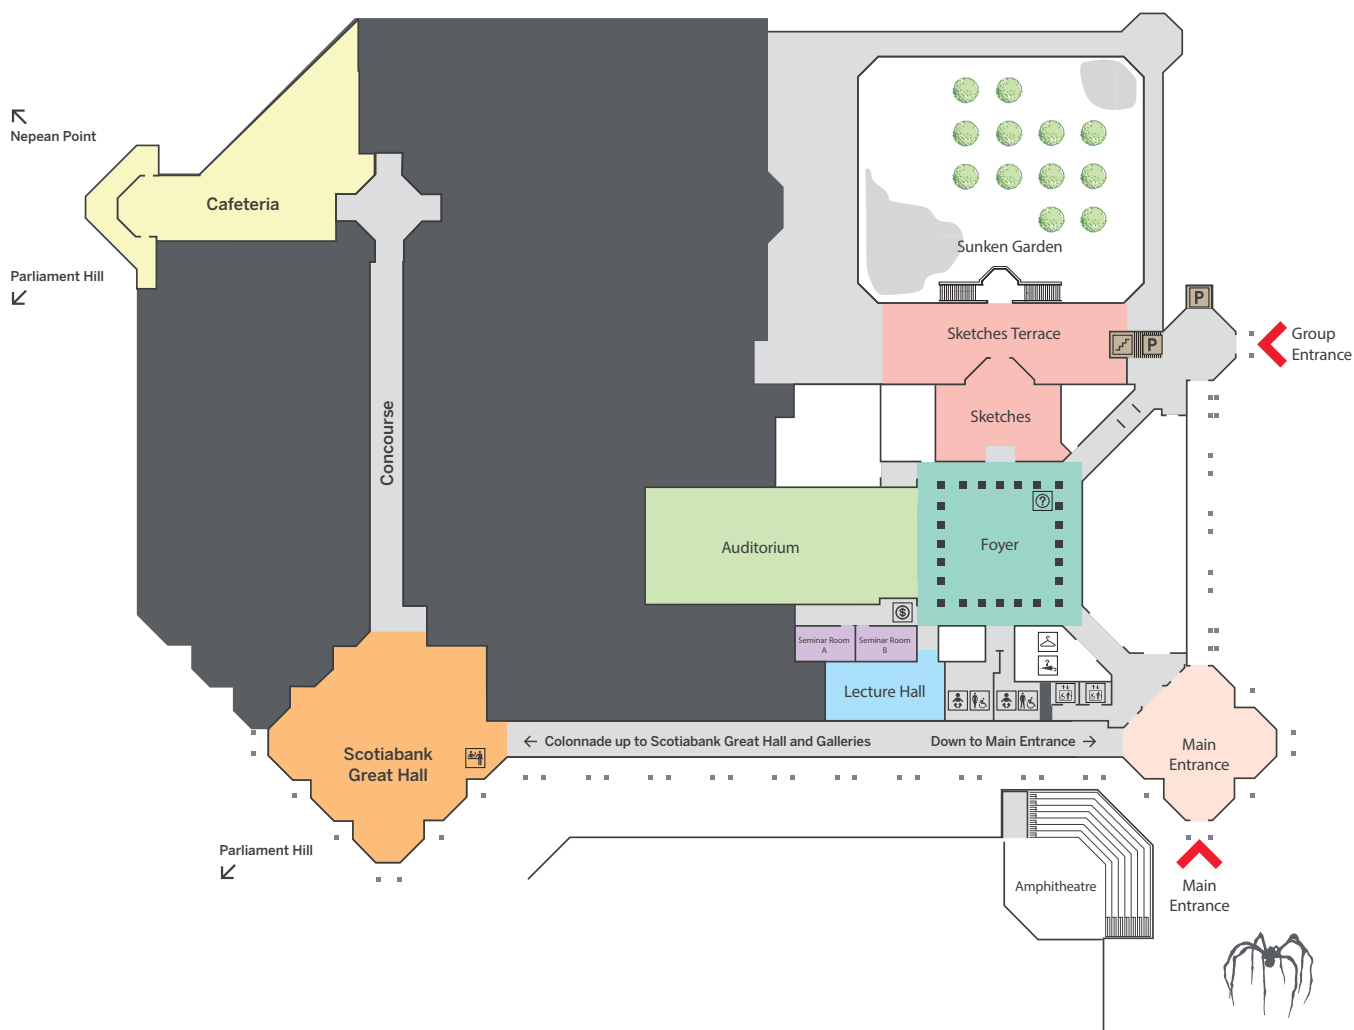 Nepean Point
Cafeteria
Sunken Garden
Parliament Hill
P
Sketches Terrace
P
Group
Entrance
Sketches
Concourse
?
Auditorium
Foyer
$
Seminar Room
A
Seminar Room
B
?
Lecture Hall
Colonnade up to Scotiabank Great Hall and Galleries
Down to Main Entrance
Scotiabank
Great Hall
Main
Entrance
Parliament Hill
Amphitheatre
Main
Entrance